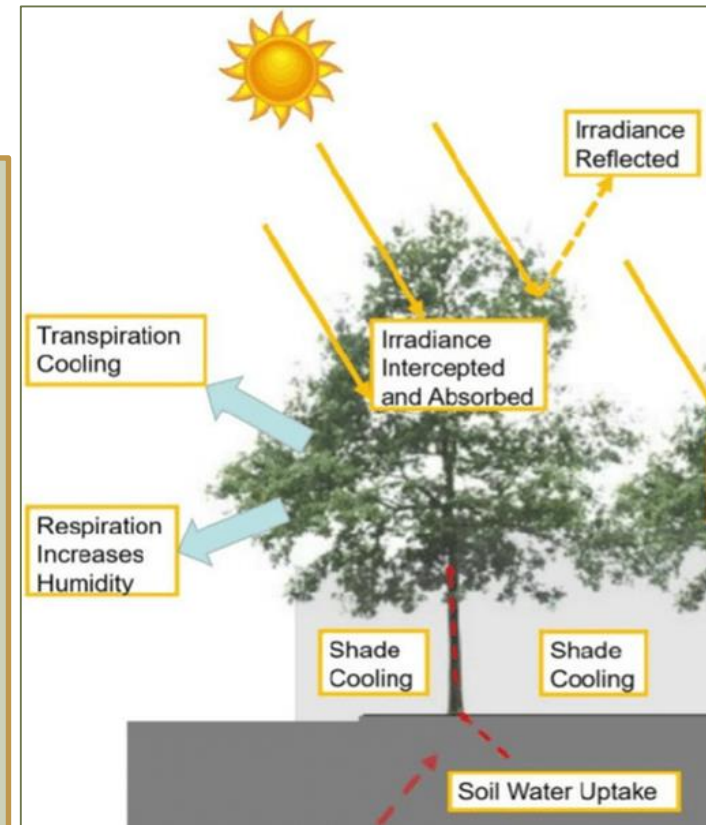 Irradiance
Reflected
Transpiration
Cooling
Irradiance
Intercepted
and Absorbed
Respiration
Increases
Humidity
Shade
Cooling
Shade
Cooling
Soil Water Uptake